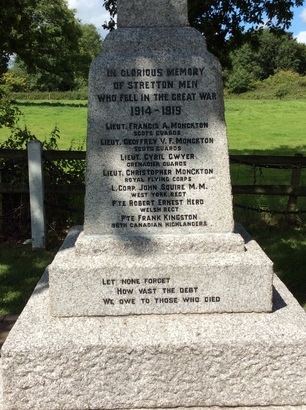 IN GLORIOUS MEMORY
OF STRETTON MEN
WHO FELL IN THE GREAT WAR
1914-1919
LIEUT. FRANCIS A. MONCKTON
SCOTS GUARDS
LIEUT. GEOFFREY V. F. MONCKTON
SCOTS GUARDS
LIEUT. CYRIL GWYER
GRENADIER GUARDS
LIEUT. CHRISTOPHER MONCKTON
ROYAL FLYING CORPS
L. CORP. JOHN SQUIRE M.M.
WEST YORK REGT
PTE ROBERT ERNEST HERD
WELSH REGT
PTE FRANK KINGSTON
96TH CANADIAN HIGHLANDERS
LET NONE FORGET
HOW VAST THE DEBT
WE OWE TO THOSE WHO DIED